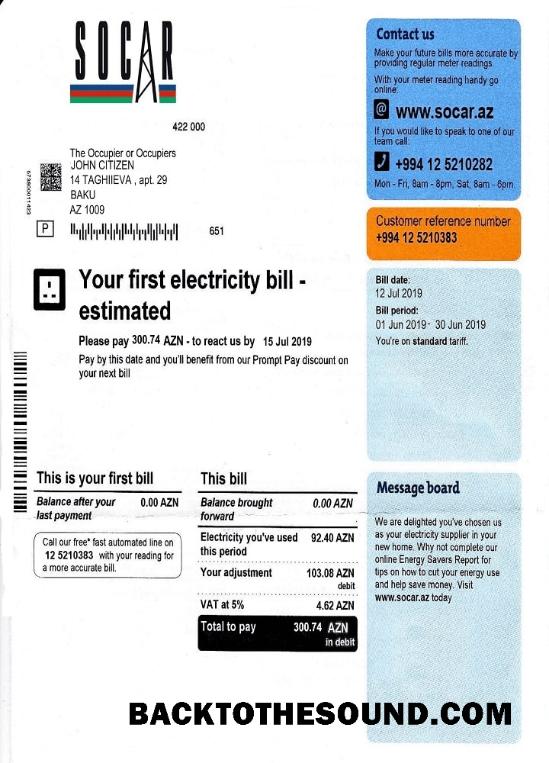 SOCAR
422 000
The Occupier or Occupiers
JOHN CITIZEN
14 TAGHIIEVA , apt. 29
BAKU
AZ 1009
P
651
Your first electricity bill -
estimated
Please pay 300.74 AZN - to react us by 15 Jul 2019
Pay by this date and you'll benefit from our Prompt Pay discount on
your next bill
This is your first bill
Balance after your 0.00 AZN
last payment
Call our free* fast automated line on
12 5210383 with your reading for
a more accurate bill.
This bill
Balance brought 0.00 AZN
forward
Electricity you've used 92.40 AZN
this period
Your adjustment 103.08 AZN
debit
VAT at 5% 4.62 AZN
Total to pay 300.74 AZN
in debit
Contact us
Make your future bills more accurate by
providing regular meter readings.
With your meter reading handy go
online:
@ www.socar.az
If you would like to speak to one of our
team call:
+994 12 5210282
Mon - Fri, 8am - 8pm, Sat, 8am - 6pm.
Customer reference number
+994 12 5210383
Bill date:
12 Jul 2019
Bill period:
01 Jun 2019 - 30 Jun 2019
You're on standard tariff.
Message board
We are delighted you've chosen us
as your electricity supplier in your
new home. Why not complete our
online Energy Savers Report for
tips on how to cut your energy use
and help save money. Visit
www.socar.az today
BACKTOTHESOUND.COM